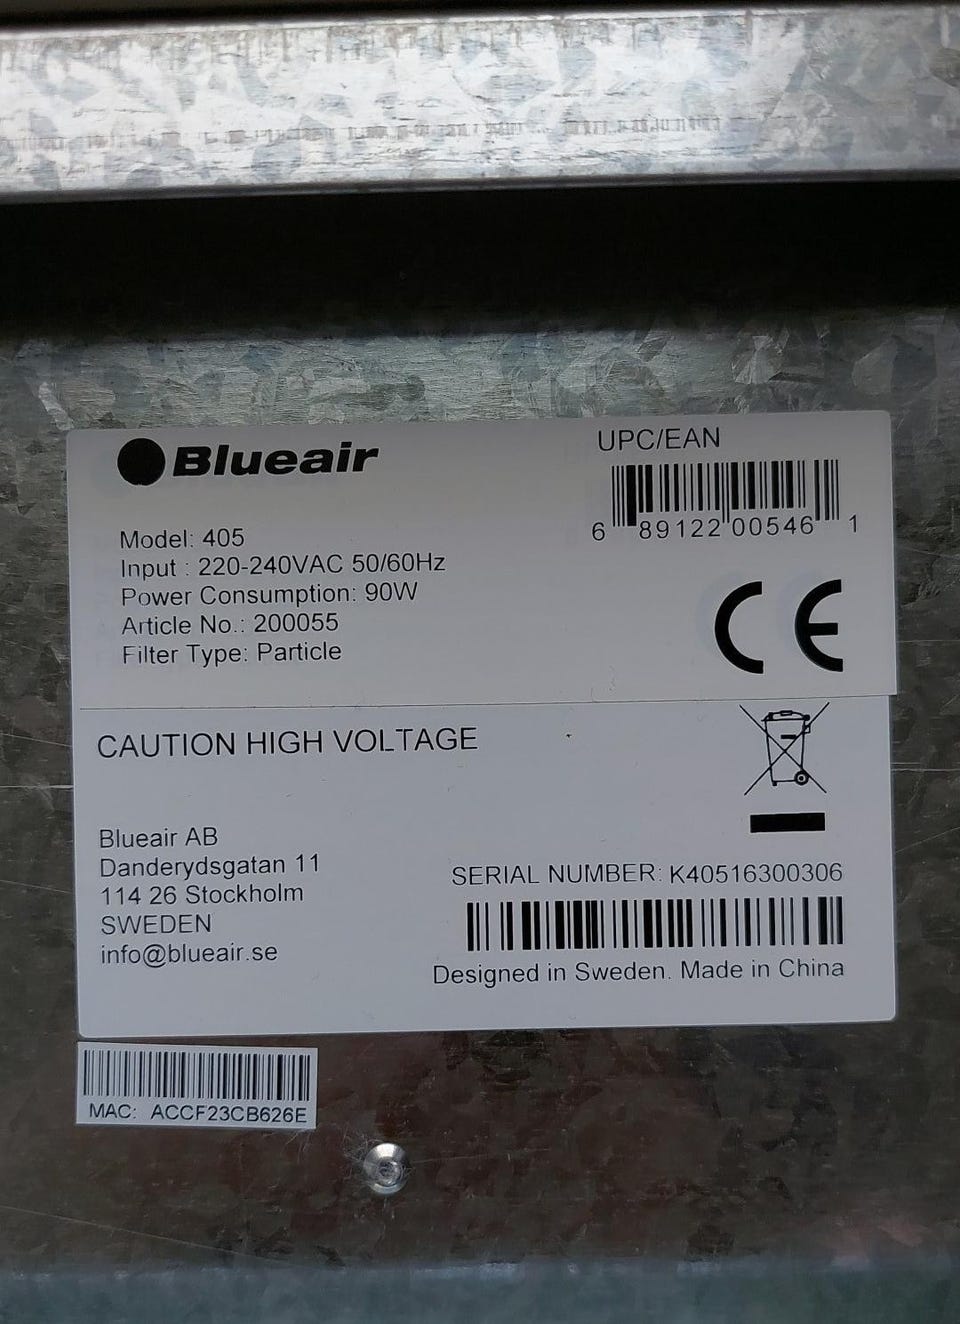 Blueair
UPC/EAN
6 89122 00546 1
Model: 405
Input : 220-240VAC 50/60Hz
Power Consumption: 90W
Article No.: 200055
Filter Type: Particle
CE
CAUTION HIGH VOLTAGE
Blueair AB
Danderydsgatan 11
114 26 Stockholm
SWEDEN
info@blueair.se
SERIAL NUMBER: K40516300306
Designed in Sweden. Made in China
MAC: ACCF23CB626E